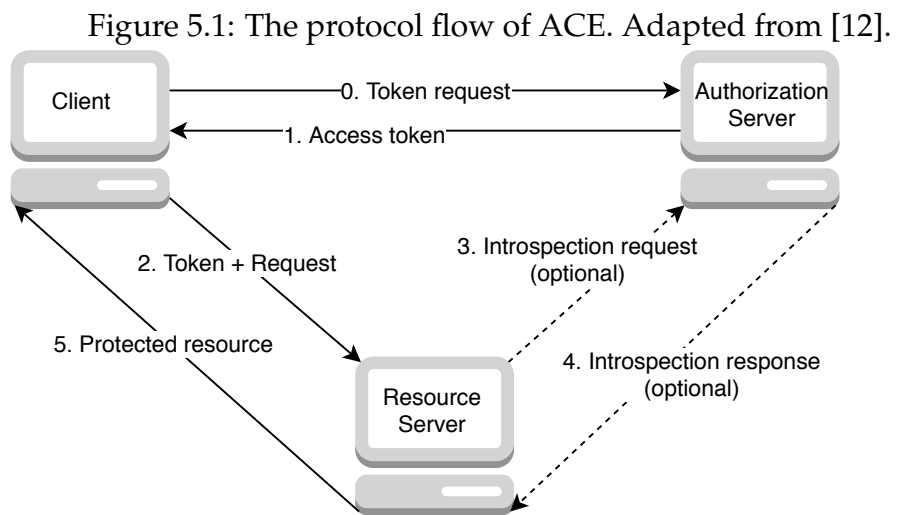 Figure 5.1: The protocol flow of ACE. Adapted from [12].
Client
0. Token request
Authorization
Server
1. Access token
2. Token + Request
3. Introspection request
(optional)
5. Protected resource
4. Introspection response
(optional)
Resource
Server